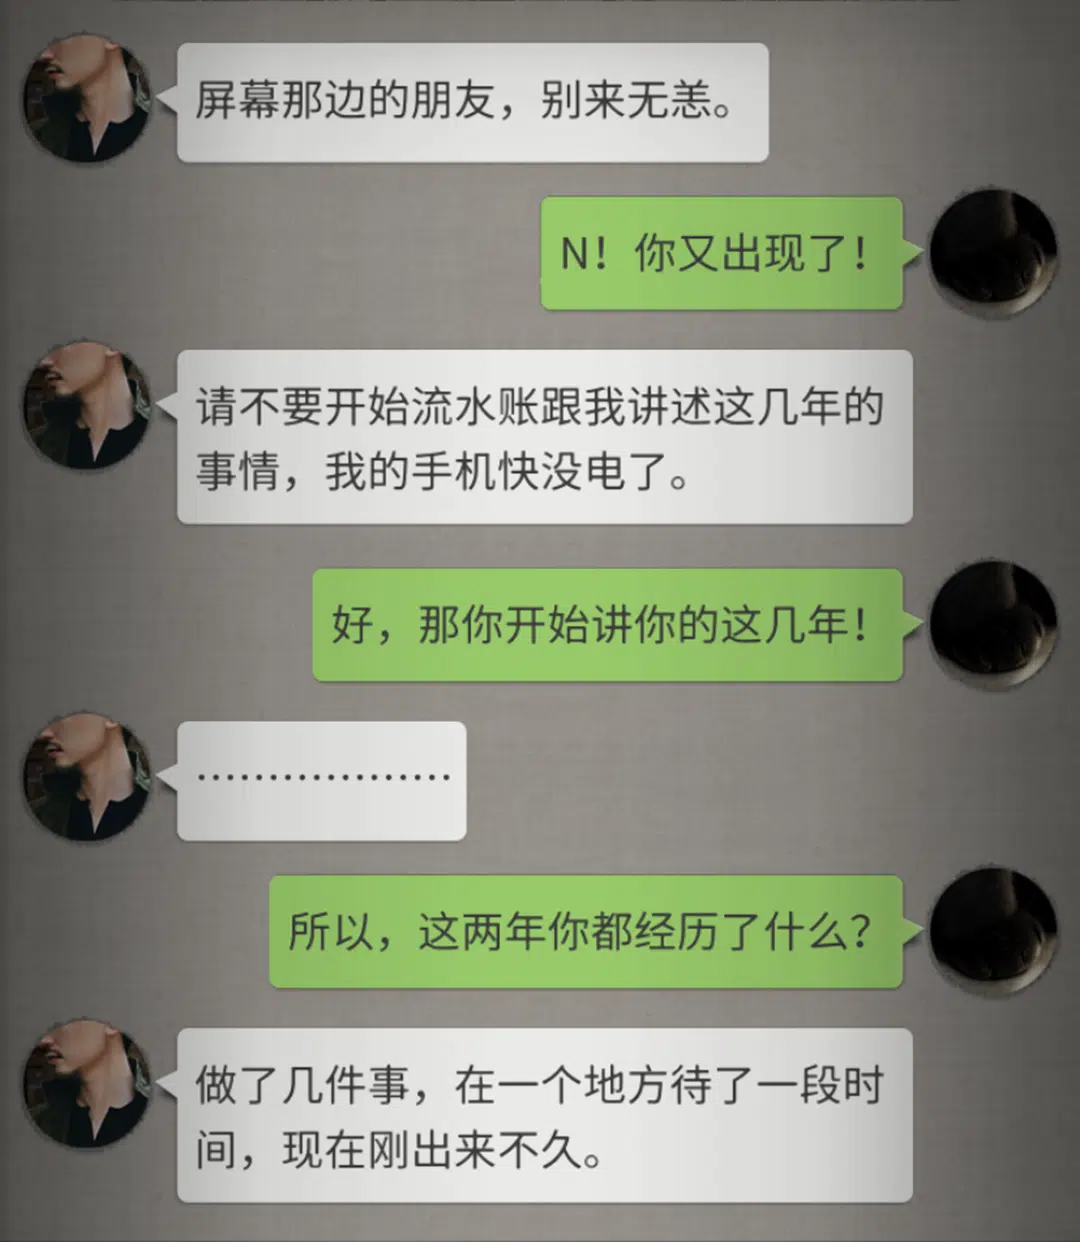 屏幕那边的朋友，别来无恙。
N！你又出现了！
请不要开始流水账跟我讲述这几年的
事情，我的手机快没电了。
好，那你开始讲你的这几年！
………………
所以，这两年你都经历了什么？
做了几件事，在一个地方待了一段时
间，现在刚出来不久。